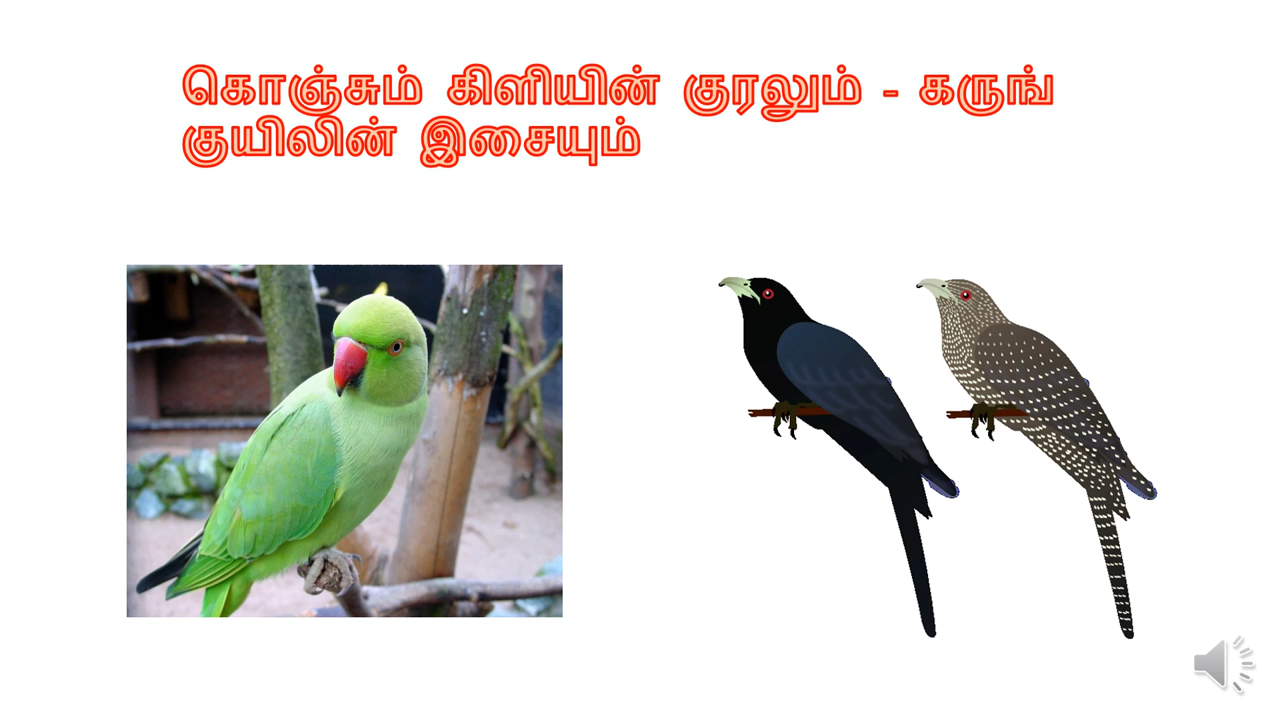 கொஞ்சும் கிளியின் குரலும் - கருங்
குயிலின் இசையும்